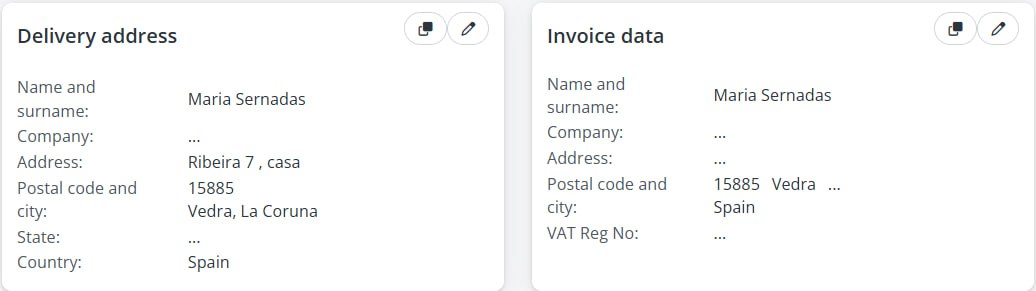 Delivery address
Name and
surname:
Maria Sernadas
Company:
...
Address:
Ribeira 7 , casa
Postal code and
city:
15885
Vedra, La Coruna
State:
...
Country:
Spain
Invoice data
Name and
surname:
Maria Sernadas
Company:
...
Address:
...
Postal code and
city:
15885 Vedra ...
Spain
VAT Reg No:
...